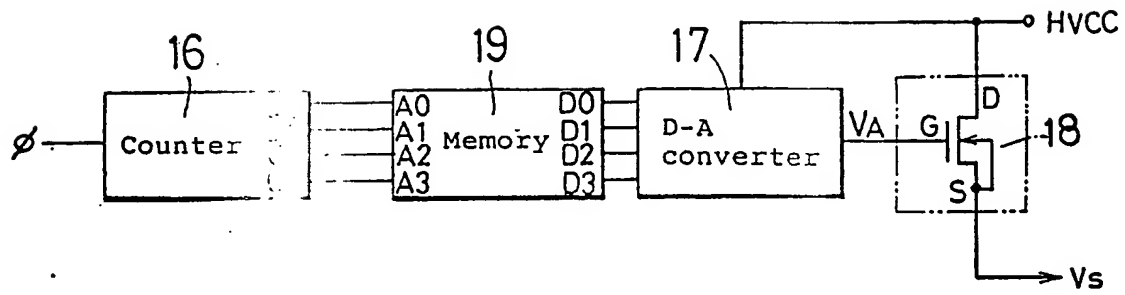 HVCC
16
19
17
D
18
ø
Counter
A0
A1
A2
A3
Memory
D0
D1
D2
D3
D-A
converter
VA
G
S
Vs